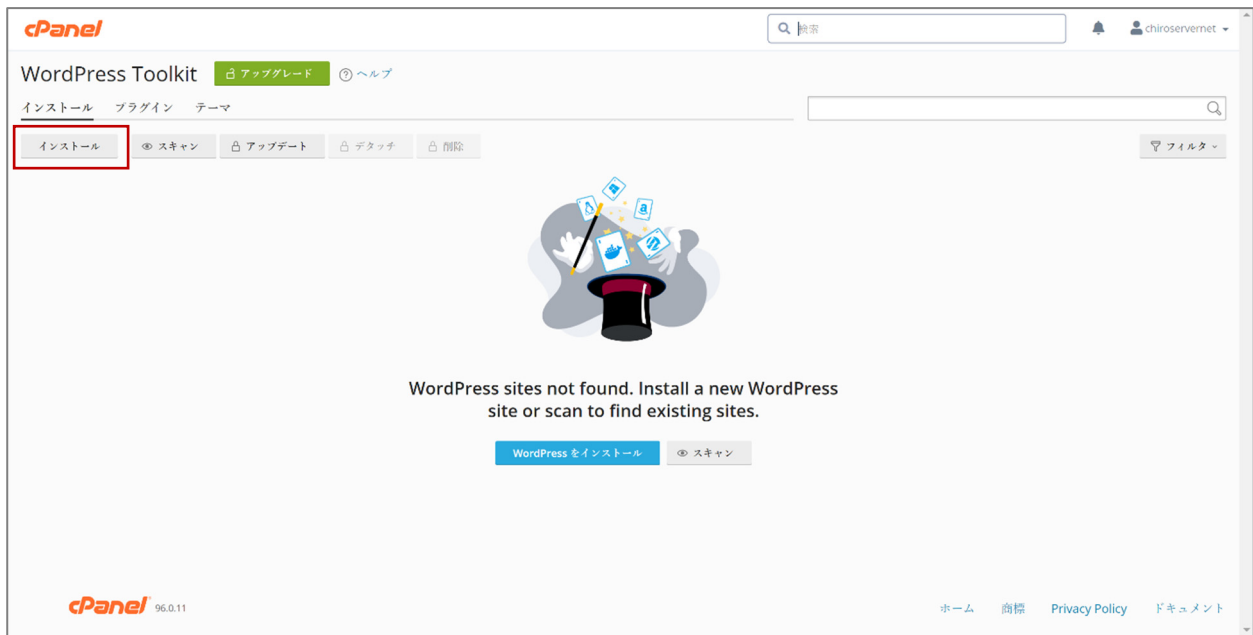 cPanel
検索
chiroservernet
WordPress Toolkit アップグレード ヘルプ
インストール プラグイン テーマ
インストール スキャン アップデート デタッチ 削除 フィルタ
WordPress sites not found. Install a new WordPress
site or scan to find existing sites.
WordPress をインストール スキャン
cPanel 96.0.11
ホーム 商標 Privacy Policy ドキュメント